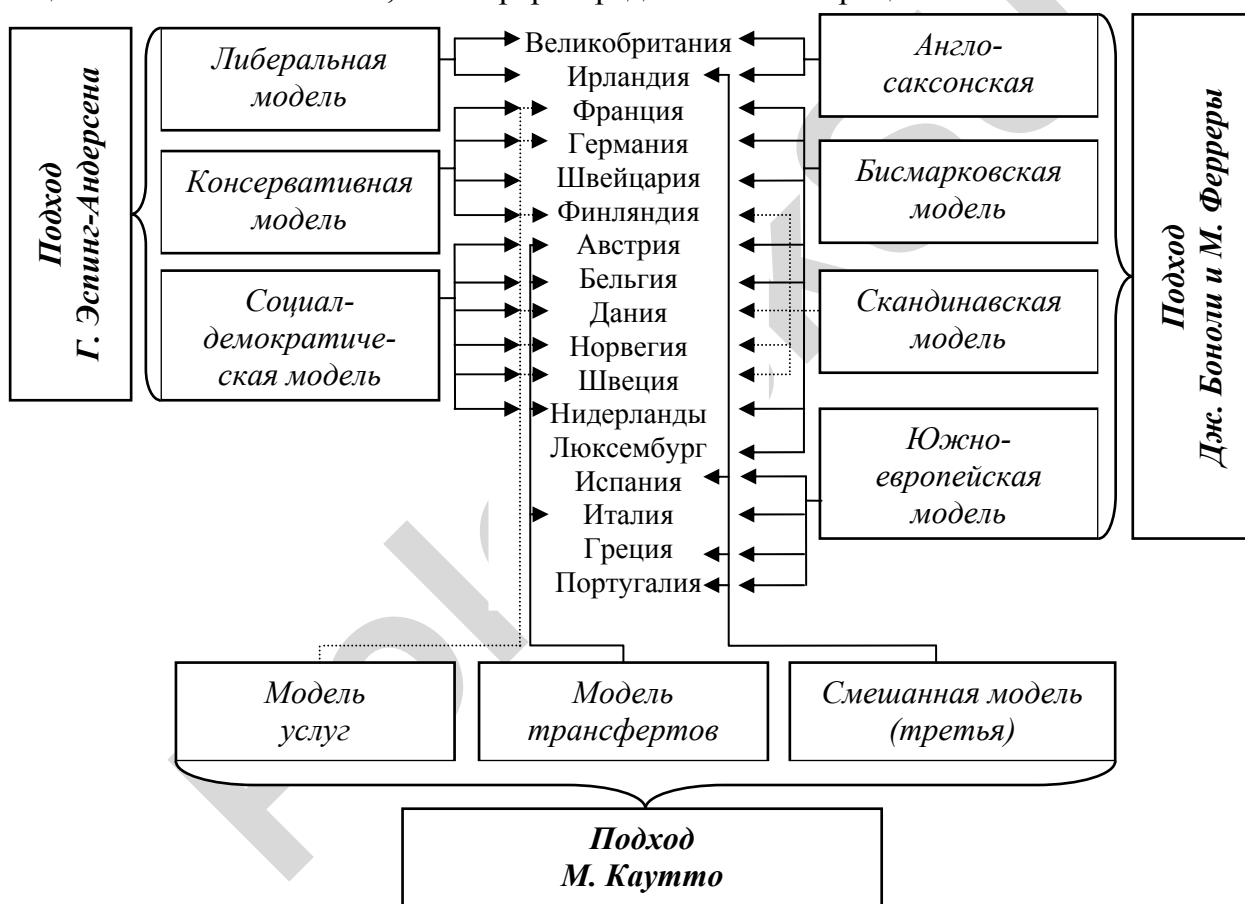 Подход
Г. Эспинг-Андерсена
Либеральная
модель
Консервативная
модель
Социал-
демократиче-
ская модель
Великобритания
Ирландия
Франция
Германия
Швейцария
Финляндия
Австрия
Бельгия
Дания
Норвегия
Швеция
Нидерланды
Люксембург
Испания
Италия
Греция
Португалия
Англо-
саксонская
Бисмарковская
модель
Скандинавская
модель
Южно-
европейская
модель
Подход
Дж. Боноли и М. Ферреры
Модель
услуг
Модель
трансфертов
Смешанная модель
(третья)
Подход
М. Каутто